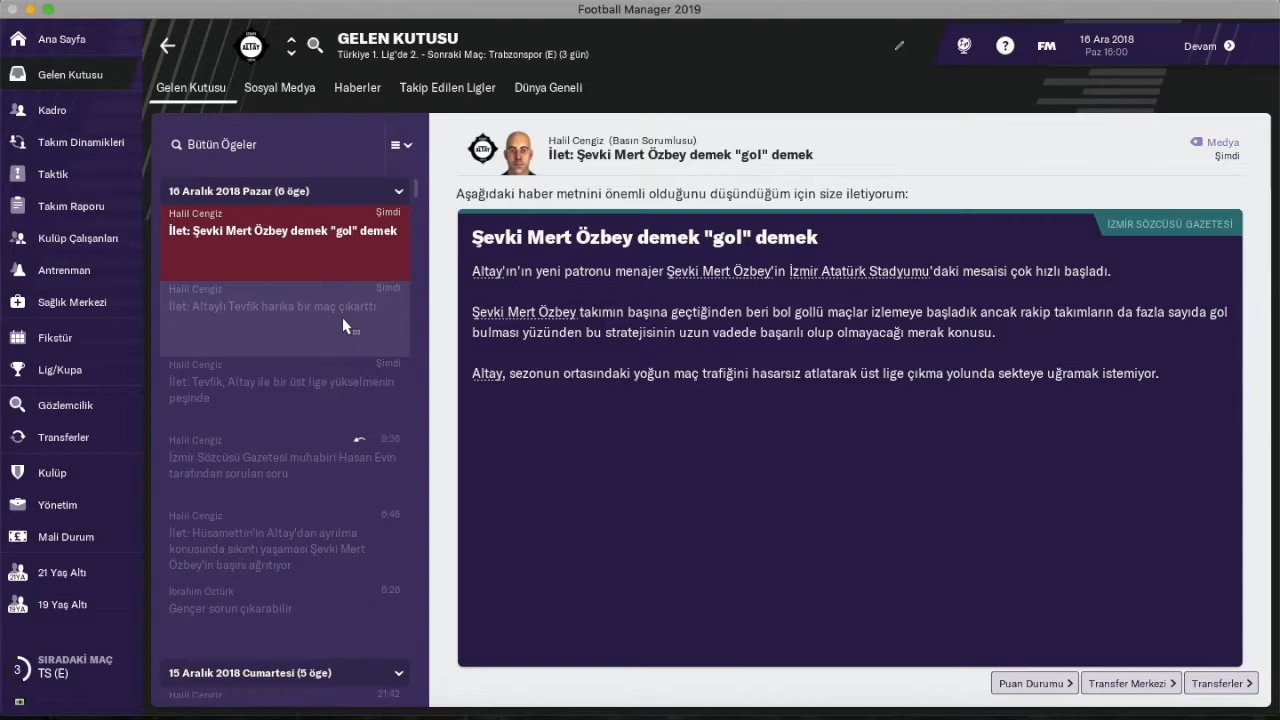 Football Manager 2019
Ana Sayfa
Gelen Kutusu
Kadro
Takım Dinamikleri
Taktik
Takım Raporu
Kulüp Çalışanları
Antrenman
Sağlık Merkezi
Fikstür
Lig/Kupa
Gözlemcilik
Transferler
Kulüp
Yönetim
Mali Durum
21YA 21 Yaş Altı
19YA 19 Yaş Altı
3 SIRADAKİ MAÇ
TS (E)
ALTAY
GELEN KUTUSU
Türkiye 1. Lig'de 2. - Sonraki Maç: Trabzonspor (E) (3 gün)
? FM
16 Ara 2018
Paz 16:00
Devam
Gelen Kutusu Sosyal Medya Haberler Takip Edilen Ligler Dünya Geneli
Bütün Ögeler
16 Aralık 2018 Pazar (6 öge)
Halil Cengiz Şimdi
İlet: Şevki Mert Özbey demek "gol" demek
Halil Cengiz Şimdi
İlet: Altaylı Tevfik harika bir maç çıkarttı
Halil Cengiz Şimdi
İlet: Tevfik, Altay ile bir üst lige yükselmenin
peşinde
Halil Cengiz 8:36
İzmir Sözcüsü Gazetesi muhabiri Hasan Evin
tarafından sorulan soru
Halil Cengiz 6:48
İlet: Hüsamettin'in Altay'dan ayrılma
konusunda sıkıntı yaşaması Şevki Mert
Özbey'in başını ağrıtıyor
İbrahim Öztürk 6:28
Gençer sorun çıkarabilir
15 Aralık 2018 Cumartesi (5 öge)
Halil Cengiz 21:42
Halil Cengiz (Basın Sorumlusu)
İlet: Şevki Mert Özbey demek "gol" demek
Medya
Şimdi
Aşağıdaki haber metnini önemli olduğunu düşündüğüm için size iletiyorum:
İZMİR SÖZCÜSÜ GAZETESİ
Şevki Mert Özbey demek "gol" demek
Altay'ın'ın yeni patronu menajer Şevki Mert Özbey'in İzmir Atatürk Stadyumu'daki mesaisi çok hızlı başladı.
Şevki Mert Özbey takımın başına geçtiğinden beri bol gollü maçlar izlemeye başladık ancak rakip takımların da fazla sayıda gol
bulması yüzünden bu stratejisinin uzun vadede başarılı olup olmayacağı merak konusu.
Altay, sezonun ortasındaki yoğun maç trafiğini hasarsız atlatarak üst lige çıkma yolunda sekteye uğramak istemiyor.
Puan Durumu Transfer Merkezi Transferler